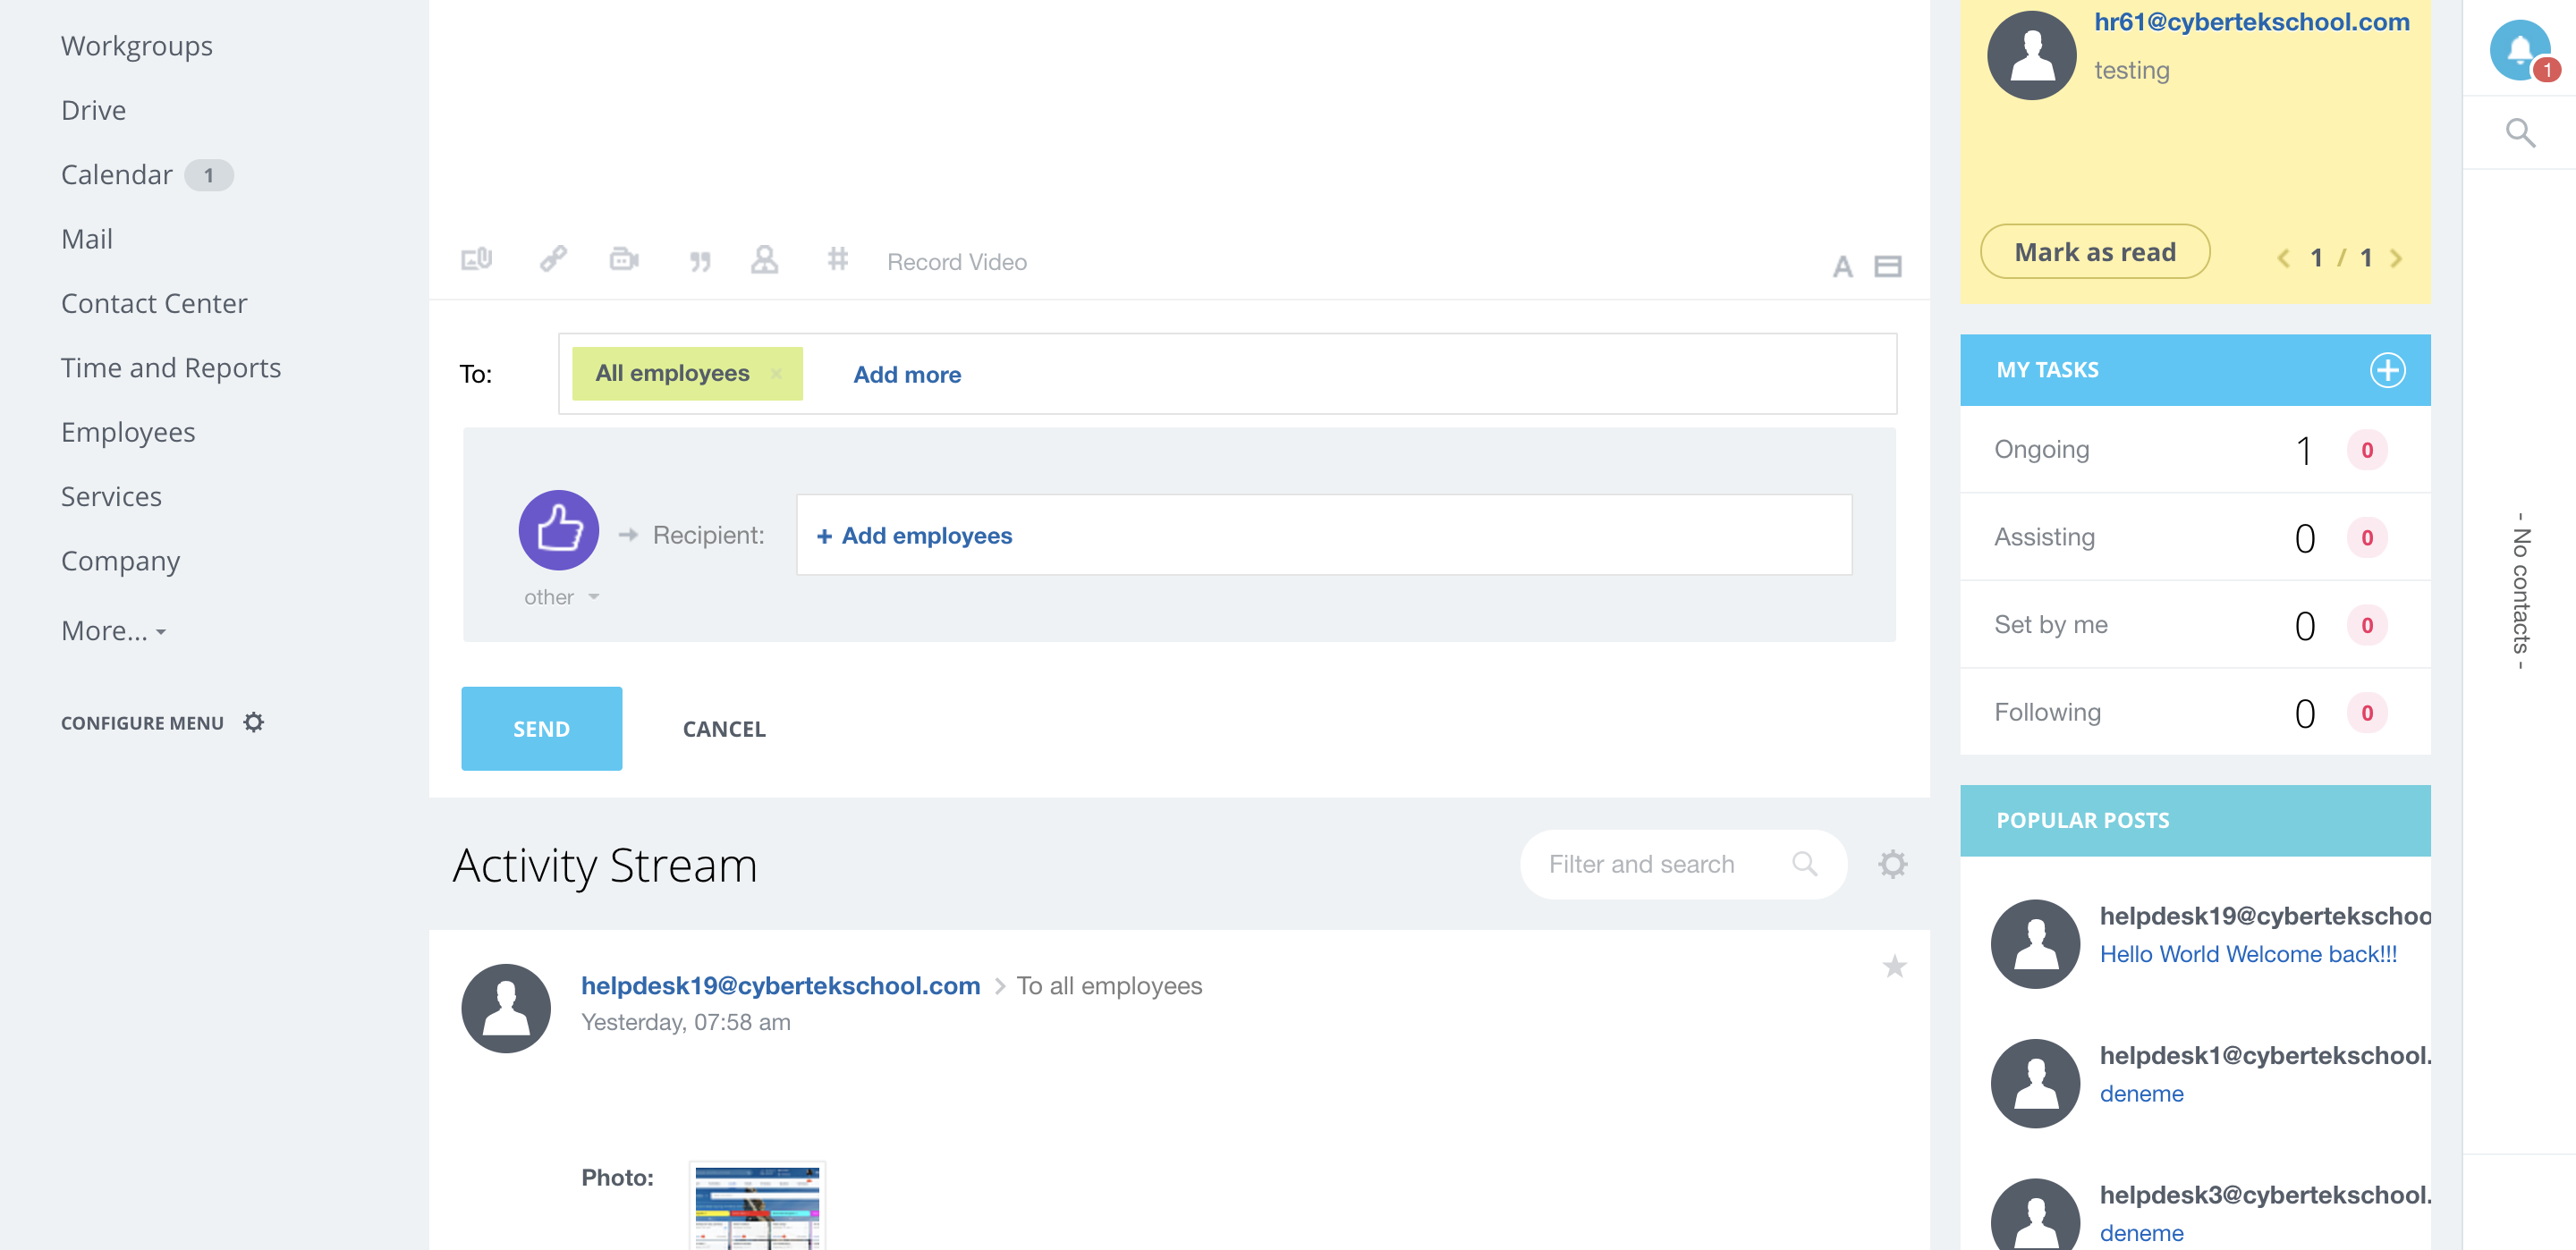 Workgroups
Drive
Calendar 1
Mail
Contact Center
Time and Reports
Employees
Services
Company
More...
CONFIGURE MENU
Record Video
A
To:
All employees ×
Add more
Recipient:
+ Add employees
other
SEND
CANCEL
Activity Stream
Filter and search
helpdesk19@cybertekschool.com > To all employees
Yesterday, 07:58 am
Photo:
hr61@cybertekschool.com
testing
Mark as read
1 / 1
MY TASKS
Ongoing 1 0
Assisting 0 0
Set by me 0 0
Following 0 0
POPULAR POSTS
helpdesk19@cybertekschoo
Hello World Welcome back!!!
helpdesk1@cybertekschool.
deneme
helpdesk3@cybertekschool.
deneme
1
- No contacts -